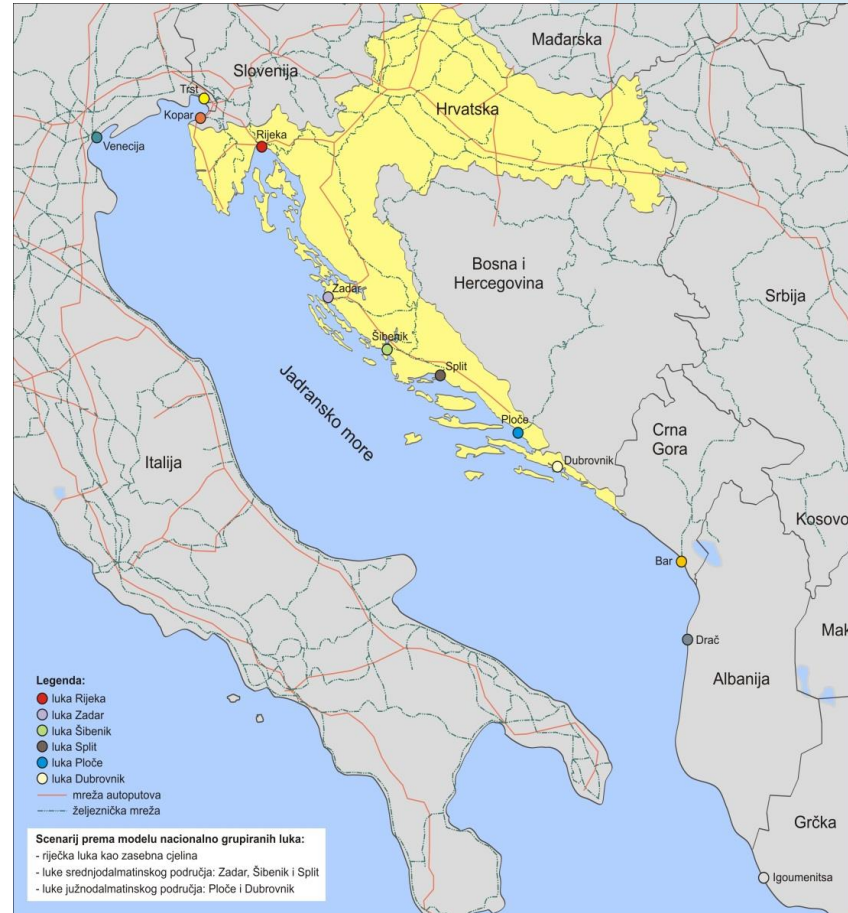 Mađarska
Slovenija
Trst
Hrvatska
Kopar
Rijeka
Venecija
Bosna i
Hercegovina
Srbija
Zadar
Šibenik
Split
Jadransko more
Ploče
Crna
Gora
Italija
Dubrovnik
Kosovo
Bar
Drač
Mak
Albanija
Legenda:
luka Rijeka
luka Zadar
luka Šibenik
luka Split
luka Ploče
luka Dubrovnik
mreža autoputova
željeznička mreža
Grčka
Scenarij prema modelu nacionalno grupiranih luka:
- riječka luka kao zasebna cjelina
- luke srednjodalmatinskog područja: Zadar, Šibenik i Split
- luke južnodalmatinskog područja: Ploče i Dubrovnik
Igoumenitsa